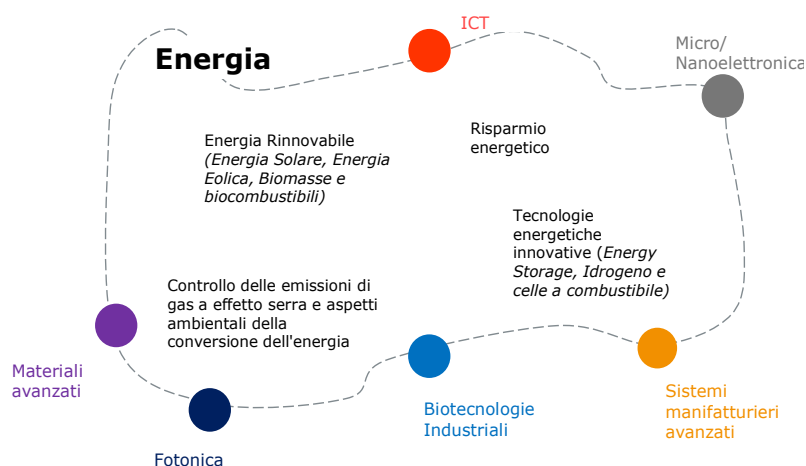 ICT
Energia
Micro/
Nanoelettronica
Energia Rinnovabile
(Energia Solare, Energia
Eolica, Biomasse e
biocombustibili)
Risparmio
energetico
Tecnologie
energetiche
innovative (Energy
Storage, Idrogeno e
celle a combustibile)
Controllo delle emissioni di
gas a effetto serra e aspetti
ambientali della
conversione dell'energia
Materiali
avanzati
Fotonica
Biotecnologie
Industriali
Sistemi
manifatturieri
avanzati